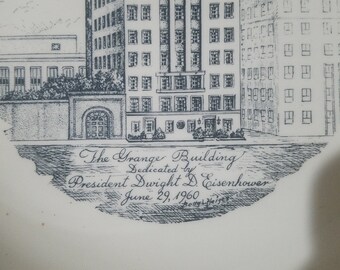 The Grange Building
Dedicated by
President Dwight D Eisenhower
June 29, 1960